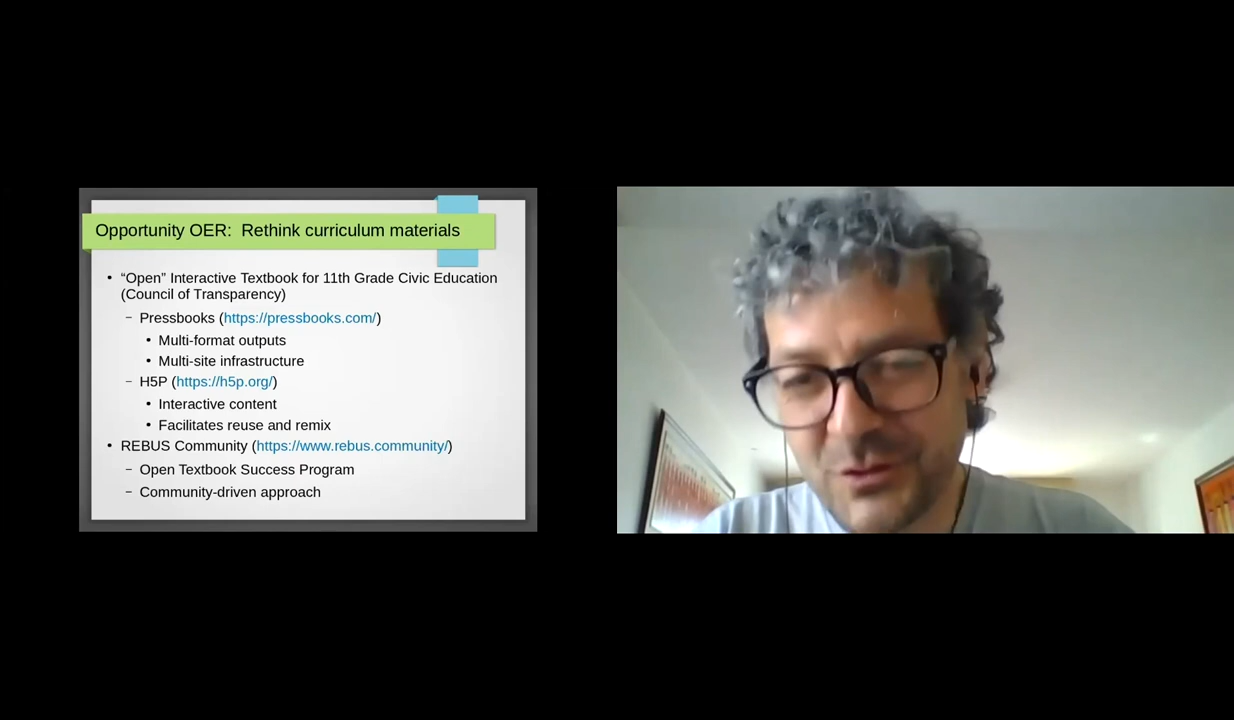 Opportunity OER:  Rethink curriculum materials
• “Open” Interactive Textbook for 11th Grade Civic Education
(Council of Transparency)
– Pressbooks (https://pressbooks.com/)
• Multi-format outputs
• Multi-site infrastructure
– H5P (https://h5p.org/)
• Interactive content
• Facilitates reuse and remix
• REBUS Community (https://www.rebus.community/)
– Open Textbook Success Program
– Community-driven approach